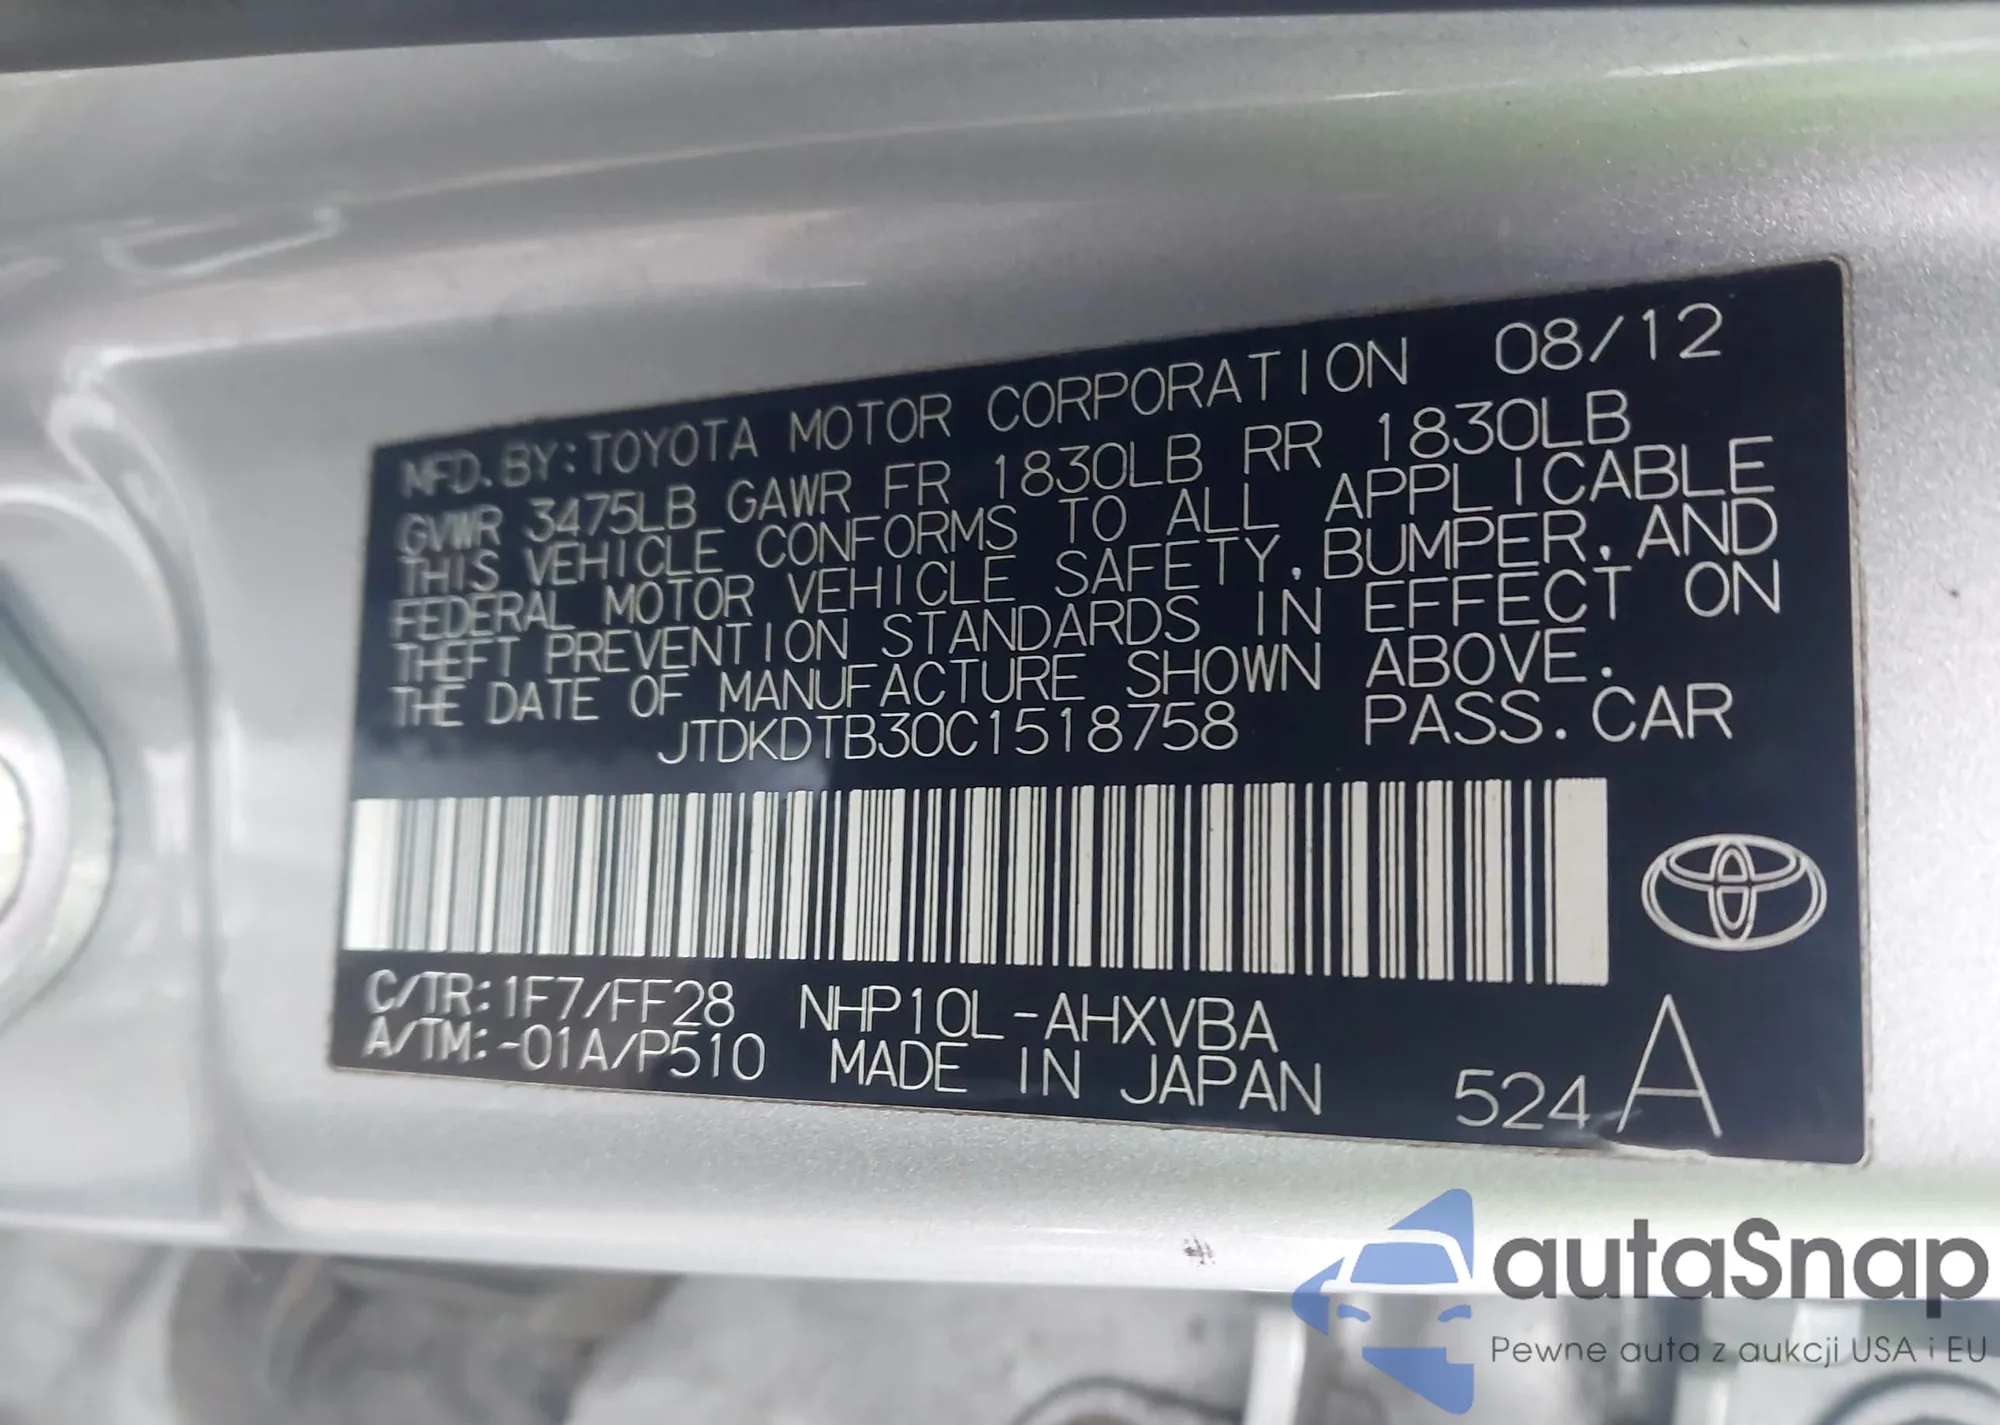 MFD. BY: TOYOTA MOTOR CORPORATION 08/12
GVWR 3475LB GAWR FR 1830LB RR 1830LB
THIS VEHICLE CONFORMS TO ALL APPLICABLE
FEDERAL MOTOR VEHICLE SAFETY, BUMPER, AND
THEFT PREVENTION STANDARDS IN EFFECT ON
THE DATE OF MANUFACTURE SHOWN ABOVE.
JTDKDTB30C1518758 PASS. CAR
C/TR: 1F7/FF28 NHP10L-AHXVBA
A/TM: -01A/P510 MADE IN JAPAN 524 A
autaSnap
Pewne auta z aukcji USA i EU